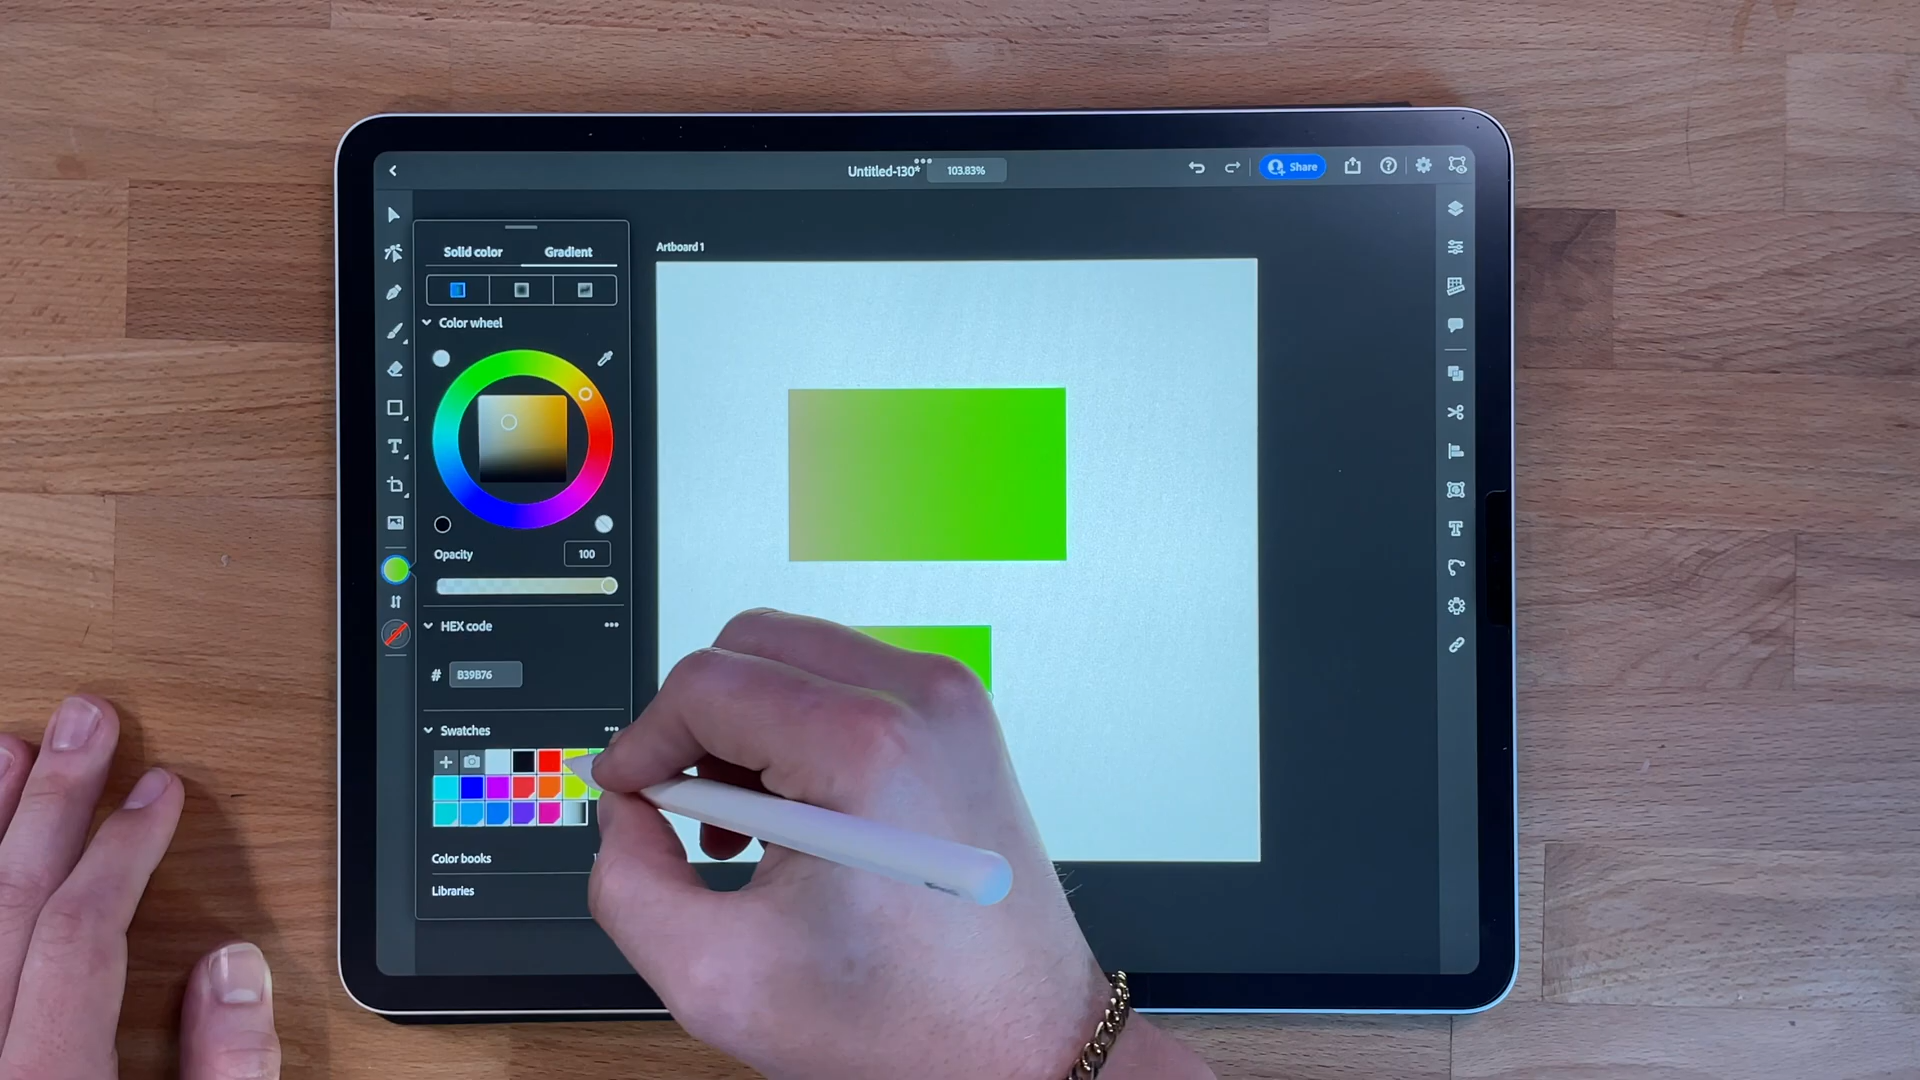 Untitled-130*
103.83%
Share
Solid color
Gradient
Artboard 1
Color wheel
Opacity
100
HEX code
# B39B76
Swatches
Color books
Libraries